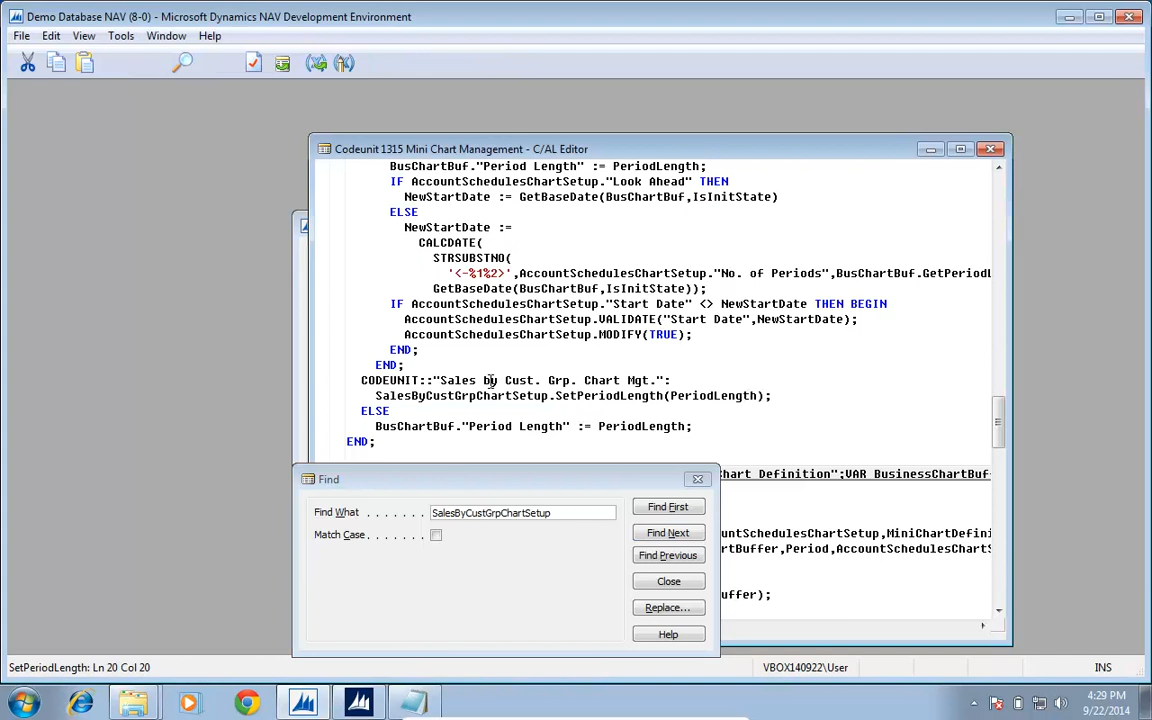 Demo Database NAV (8-0) - Microsoft Dynamics NAV Development Environment
File Edit View Tools Window Help
Codeunit 1315 Mini Chart Management - C/AL Editor
BusChartBuf."Period Length" := PeriodLength;
IF AccountSchedulesChartSetup."Look Ahead" THEN
NewStartDate := GetBaseDate(BusChartBuf,IsInitState)
ELSE
NewStartDate :=
CALCDATE(
STRSUBSTNO(
'<-%1%2>',AccountSchedulesChartSetup."No. of Periods",BusChartBuf.GetPeriodL
GetBaseDate(BusChartBuf,IsInitState));
IF AccountSchedulesChartSetup."Start Date" <> NewStartDate THEN BEGIN
AccountSchedulesChartSetup.VALIDATE("Start Date",NewStartDate);
AccountSchedulesChartSetup.MODIFY(TRUE);
END;
END;
CODEUNIT::"Sales by Cust. Grp. Chart Mgt.":
SalesByCustGrpChartSetup.SetPeriodLength(PeriodLength);
ELSE
BusChartBuf."Period Length" := PeriodLength;
END;
Chart Definition";VAR BusinessChartBuf
ountSchedulesChartSetup,MiniChartDefini
rtBuffer,Period,AccountSchedulesChartS
uffer);
Find
Find What . . . . . . . SalesByCustGrpChartSetup
Match Case . . . . . . .
Find First
Find Next
Find Previous
Close
Replace...
Help
SetPeriodLength: Ln 20 Col 20
VBOX140922\User
INS
4:29 PM
9/22/2014